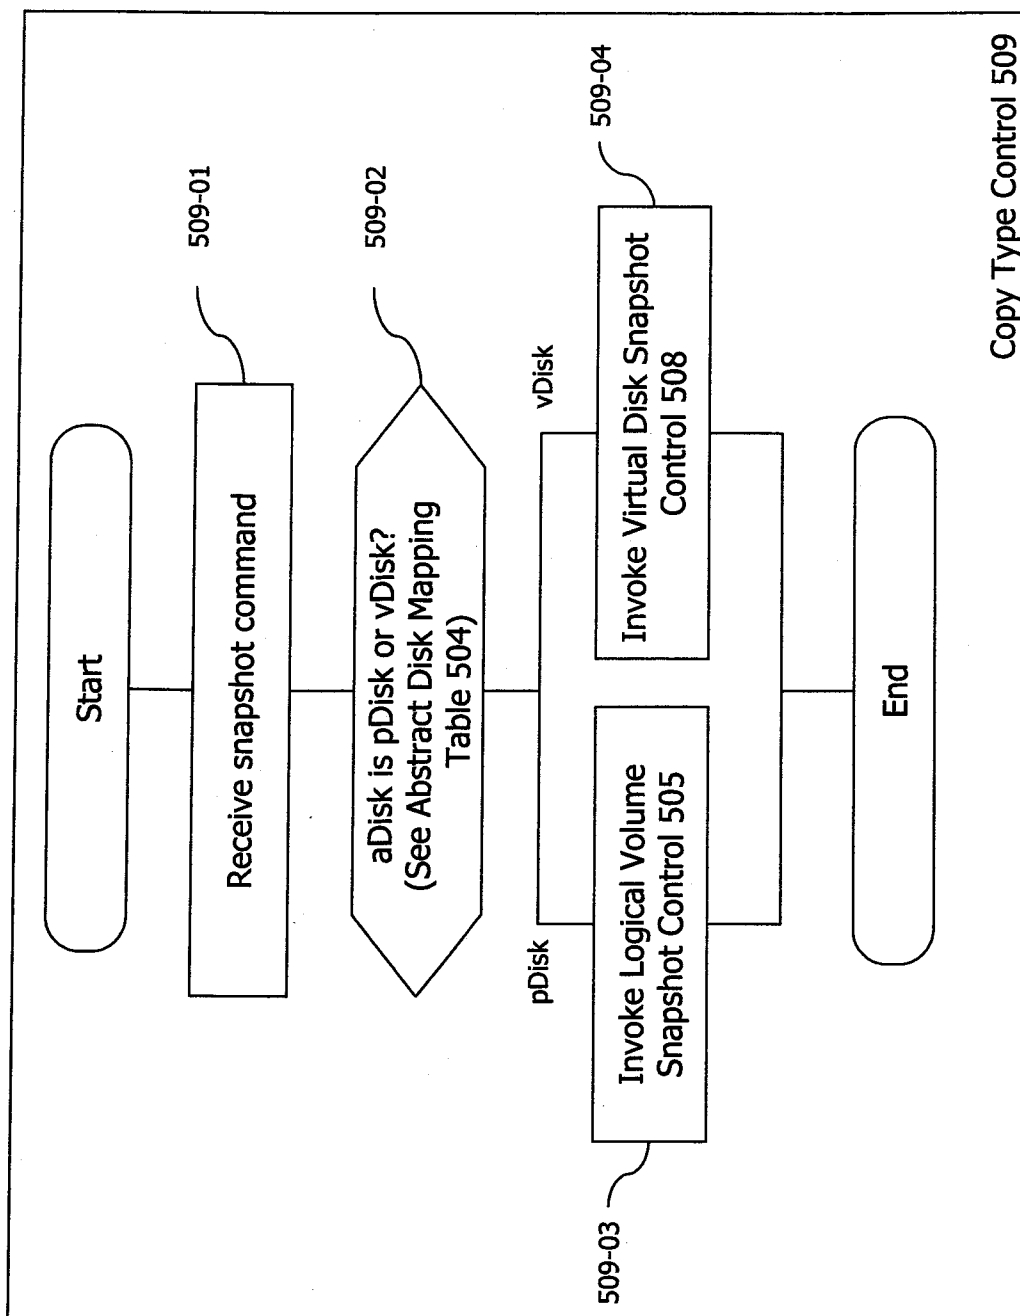 Start
509-01
Receive snapshot command
509-02
aDisk is pDisk or vDisk?
(See Abstract Disk Mapping
Table 504)
pDisk
vDisk
509-03
Invoke Logical Volume
Snapshot Control 505
509-04
Invoke Virtual Disk Snapshot
Control 508
End
Copy Type Control 509